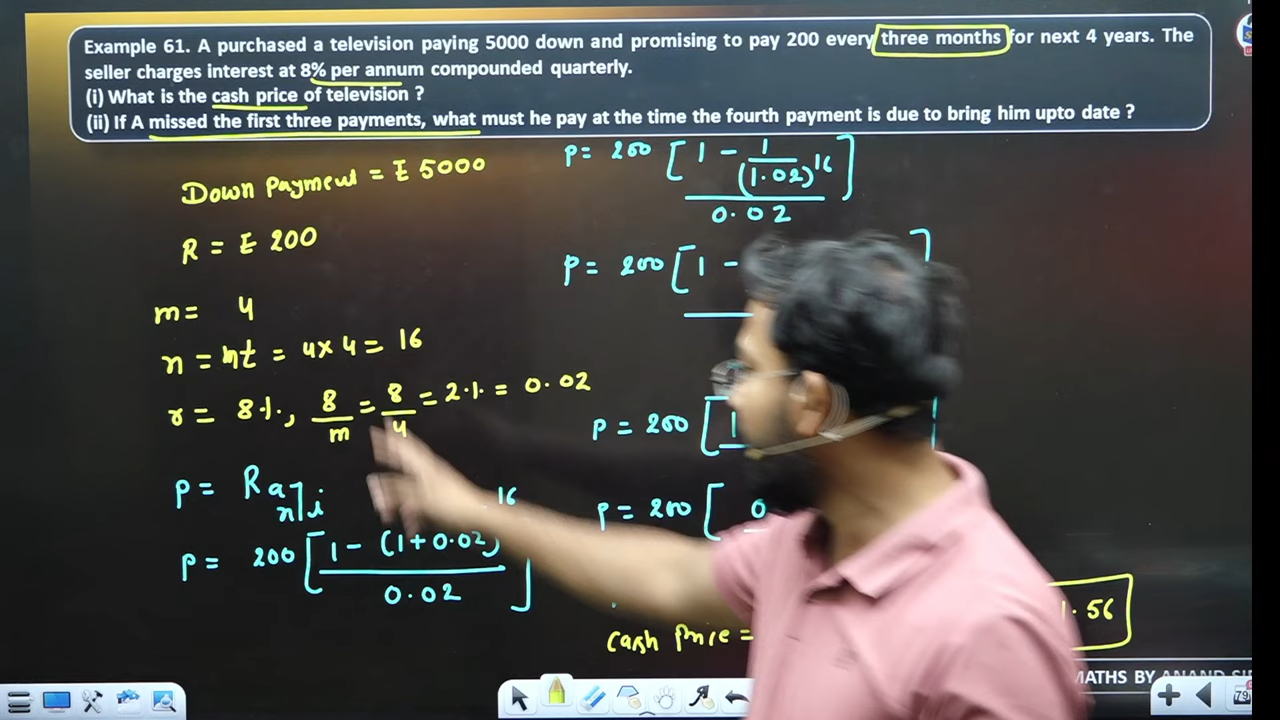 Example 61. A purchased a television paying 5000 down and promising to pay 200 every three months for next 4 years. The
seller charges interest at 8% per annum compounded quarterly.
(i) What is the cash price of television ?
(ii) If A missed the first three payments, what must he pay at the time the fourth payment is due to bring him upto date ?
Down Payment = ₤ 5000
R = ₤ 200
m = 4
n = mt = 4 x 4 = 16
r = 8%, 8/m = 8/4 = 2% = 0.02
P = R a n⌉ i
P = 200 [1 - (1+0.02)^16 / 0.02]
P = 200 [1 - 1/(1.02)^16 / 0.02]
P = 200 [1 -
P = 200 [1
P = 200 [0
Cash Price =
.56
MATHS BY